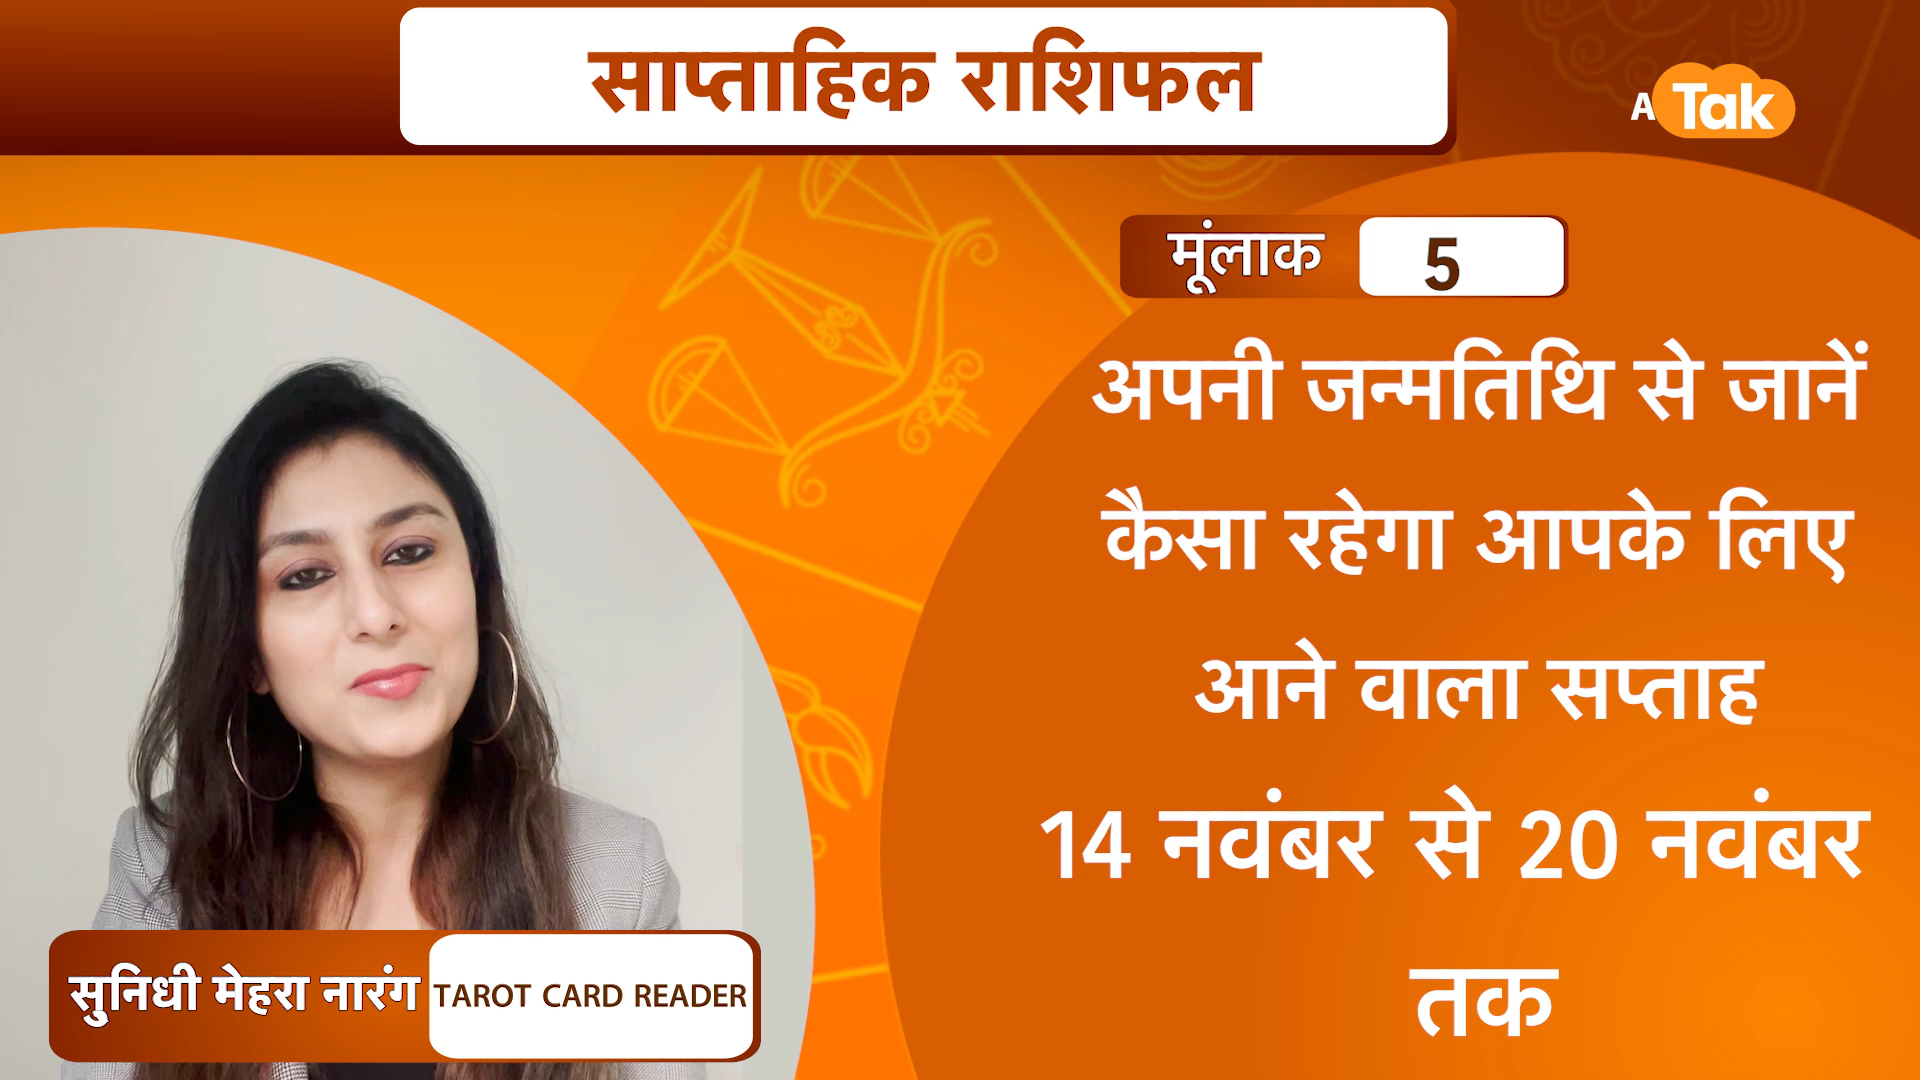 साप्ताहिक राशिफल
A Tak
मूंलाक 5
अपनी जन्मतिथि से जानें
कैसा रहेगा आपके लिए
आने वाला सप्ताह
14 नवंबर से 20 नवंबर
तक
सुनिधी मेहरा नारंग TAROT CARD READER